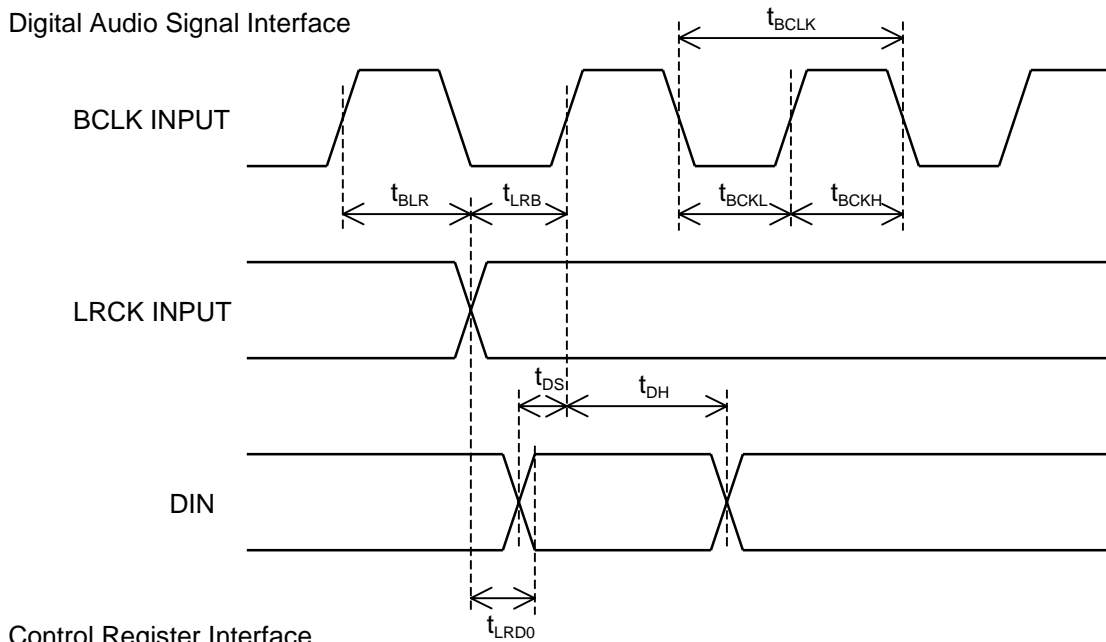 Digital Audio Signal Interface
tBCLK
BCLK INPUT
tBLR tLRB tBCKL tBCKH
LRCK INPUT
tDS tDH
DIN
tLRD0
Control Register Interface